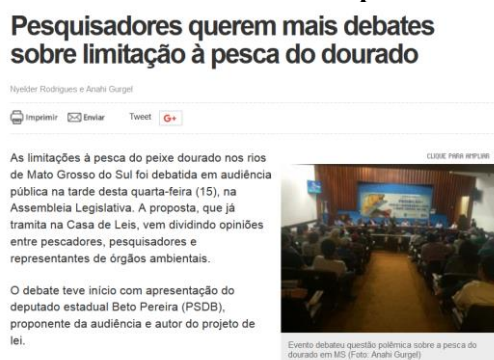 Pesquisadores querem mais debates
sobre limitação à pesca do dourado
Nyelder Rodrigues e Anahi Gurgel
Imprimir Enviar Tweet G+
As limitações à pesca do peixe dourado nos rios
de Mato Grosso do Sul foi debatida em audiência
pública na tarde desta quarta-feira (15), na
Assembleia Legislativa. A proposta, que já
tramita na Casa de Leis, vem dividindo opiniões
entre pescadores, pesquisadores e
representantes de órgãos ambientais.
O debate teve início com apresentação do
deputado estadual Beto Pereira (PSDB),
proponente da audiência e autor do projeto de
lei.
CLIQUE PARA AMPLIAR
Evento debateu questão polêmica sobre a pesca do
dourado em MS (Foto: Anahi Gurgel)